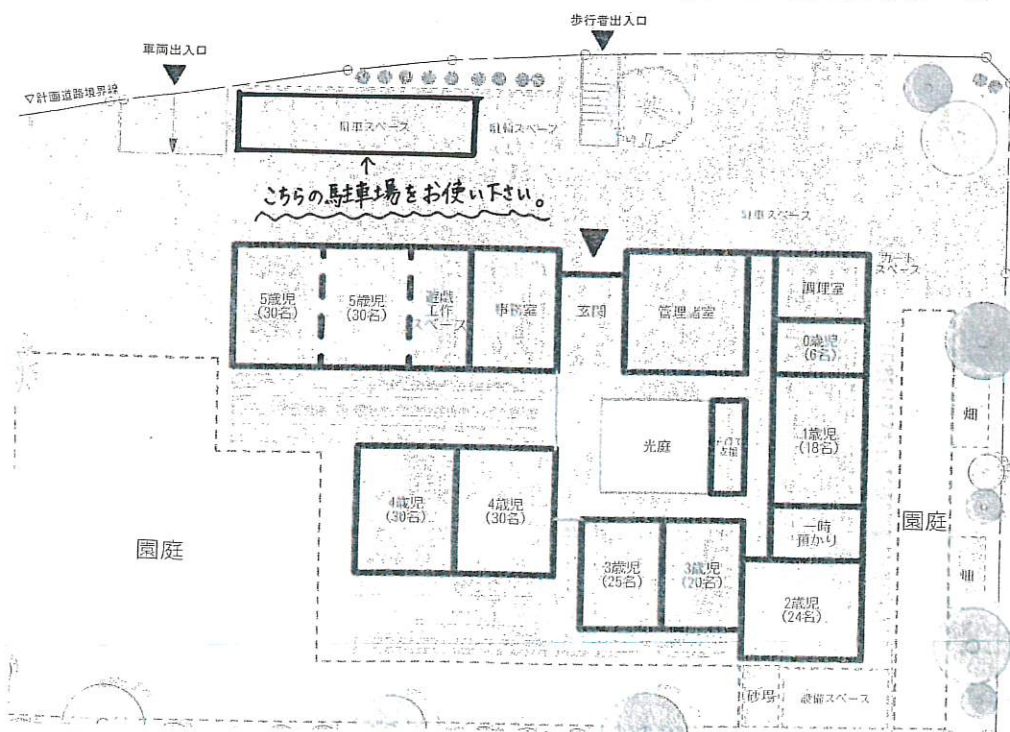 歩行者出入口
車両出入口
▽計画道路境界線
駐車スペース
駐輪スペース
↑
こちらの駐車場をお使い下さい。
駐車スペース
カート
スペース
5歳児
(30名)
5歳児
(30名)
遊戯
工作
スペース
事務室
玄関
管理諸室
調理室
0歳児
(6名)
1歳児
(18名)
畑
光庭
支援
4歳児
(30名)
4歳児
(30名)
一時
預かり
園庭
園庭
3歳児
(25名)
3歳児
(20名)
2歳児
(24名)
畑
砂場
設備スペース